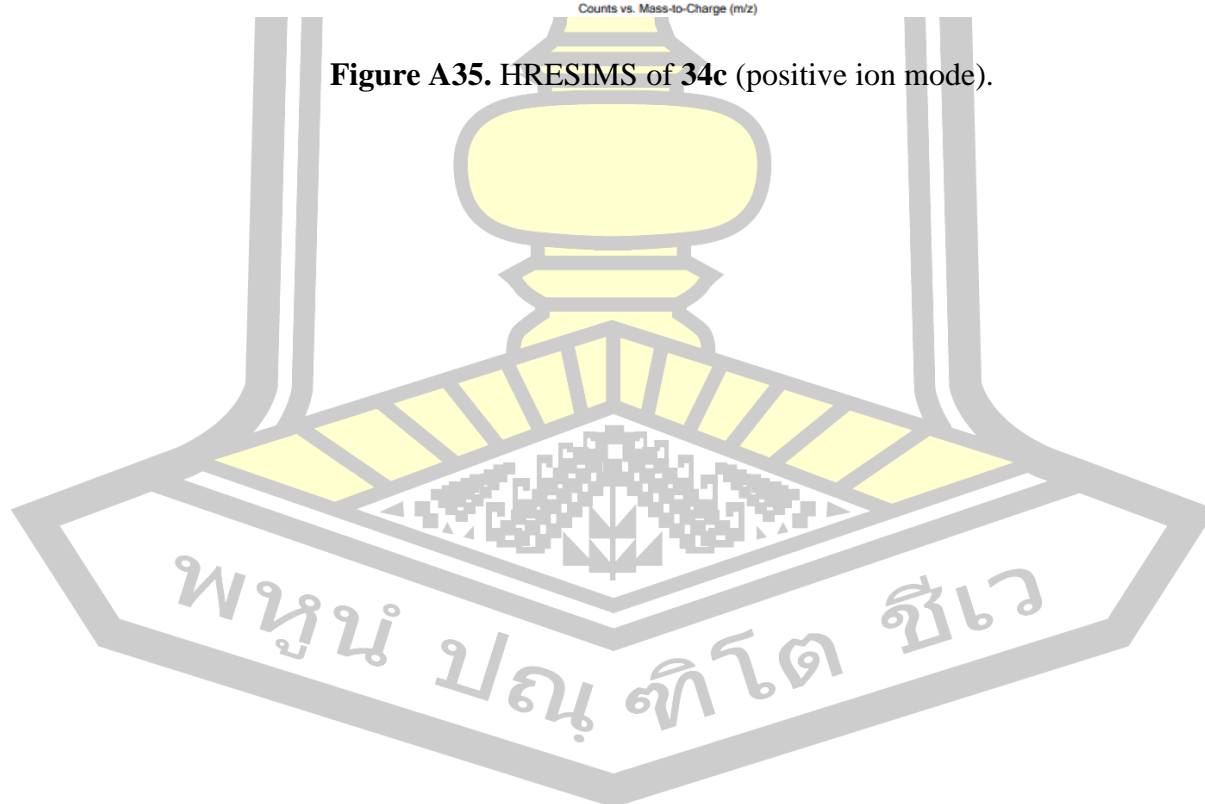 Counts vs. Mass-to-Charge (m/z)
Figure A35. HRESIMS of 34c (positive ion mode).
พหูนํ ปณฺฑิโต ชีเว